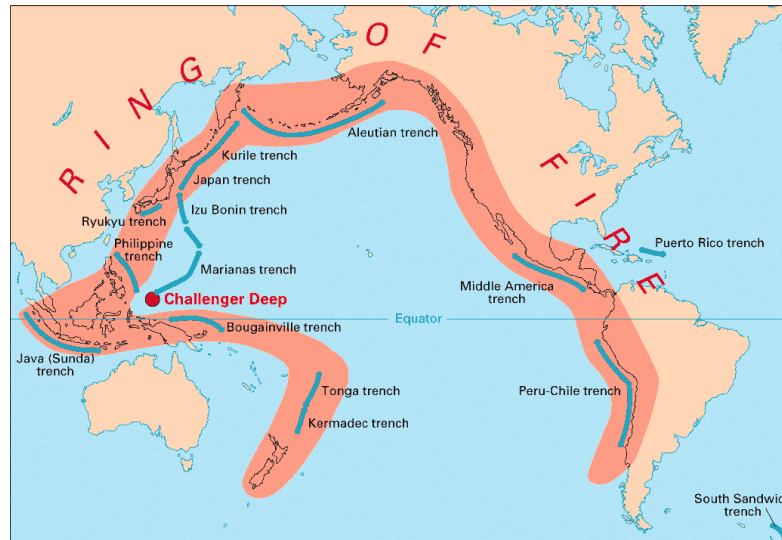 RING OF FIRE
Aleutian trench
Kurile trench
Japan trench
Izu Bonin trench
Ryukyu trench
Philippine
trench
Marianas trench
Challenger Deep
Bougainville trench
Equator
Java (Sunda)
trench
Tonga trench
Kermadec trench
Puerto Rico trench
Middle America
trench
Peru-Chile trench
South Sandwic
trench